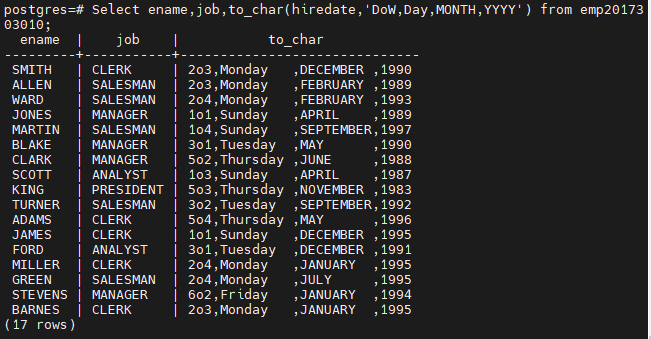 postgres=# Select ename,job,to_char(hiredate,'DoW,Day,MONTH,YYYY') from emp20173
03010;
  ename  |    job    |           to_char
---------+-----------+-----------------------------
 SMITH   | CLERK     | 2o3,Monday   ,DECEMBER ,1990
 ALLEN   | SALESMAN  | 2o3,Monday   ,FEBRUARY ,1989
 WARD    | SALESMAN  | 2o4,Monday   ,FEBRUARY ,1993
 JONES   | MANAGER   | 1o1,Sunday   ,APRIL    ,1989
 MARTIN  | SALESMAN  | 1o4,Sunday   ,SEPTEMBER,1997
 BLAKE   | MANAGER   | 3o1,Tuesday  ,MAY      ,1990
 CLARK   | MANAGER   | 5o2,Thursday ,JUNE     ,1988
 SCOTT   | ANALYST   | 1o3,Sunday   ,APRIL    ,1987
 KING    | PRESIDENT | 5o3,Thursday ,NOVEMBER ,1983
 TURNER  | SALESMAN  | 3o2,Tuesday  ,SEPTEMBER,1992
 ADAMS   | CLERK     | 5o4,Thursday ,MAY      ,1996
 JAMES   | CLERK     | 1o1,Sunday   ,DECEMBER ,1995
 FORD    | ANALYST   | 3o1,Tuesday  ,DECEMBER ,1991
 MILLER  | CLERK     | 2o4,Monday   ,JANUARY  ,1995
 GREEN   | SALESMAN  | 2o4,Monday   ,JULY     ,1995
 STEVENS | MANAGER   | 6o2,Friday   ,JANUARY  ,1994
 BARNES  | CLERK     | 2o3,Monday   ,JANUARY  ,1995
(17 rows)